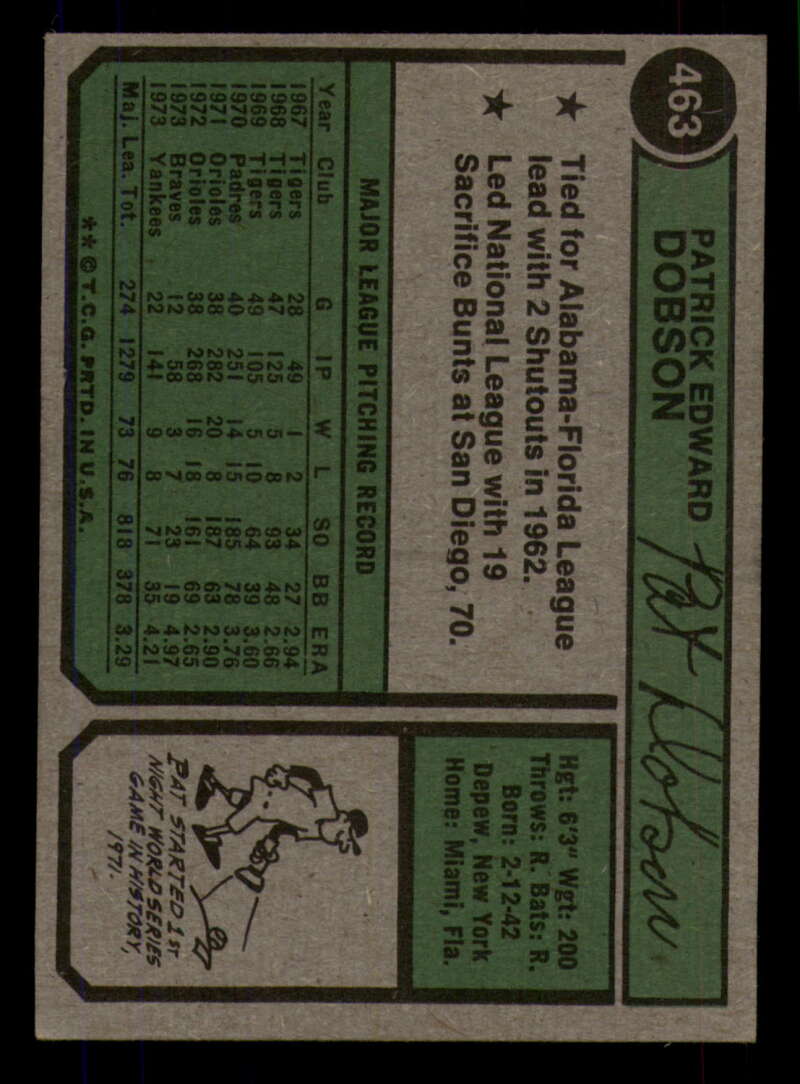 463
PATRICK EDWARD
DOBSON
Pat Dobson
★ Tied for Alabama-Florida League
lead with 2 Shutouts in 1962.
★ Led National League with 19
Sacrifice Bunts at San Diego, 70.
Hgt: 6'3" Wgt: 200
Throws: R. Bats: R.
Born: 2-12-42
Depew, New York
Home: Miami, Fla.
MAJOR LEAGUE PITCHING RECORD
Year Club G IP W L SO BB ERA
1967 Tigers 28 49 1 2 34 27 2.94
1968 Tigers 47 125 5 8 93 48 2.66
1969 Tigers 49 105 5 10 64 39 3.60
1970 Padres 40 251 14 15 185 78 3.76
1971 Orioles 38 282 20 8 187 63 2.90
1972 Orioles 38 268 16 18 161 69 2.65
1973 Braves 12 58 3 7 23 19 4.97
1973 Yankees 22 141 9 8 71 35 4.21
Maj. Lea. Tot. 274 1279 73 76 818 378 3.29
**©T.C.G. PRTD. IN U.S.A.
PAT STARTED 1ST
NIGHT WORLD SERIES
GAME IN HISTORY,
1971.